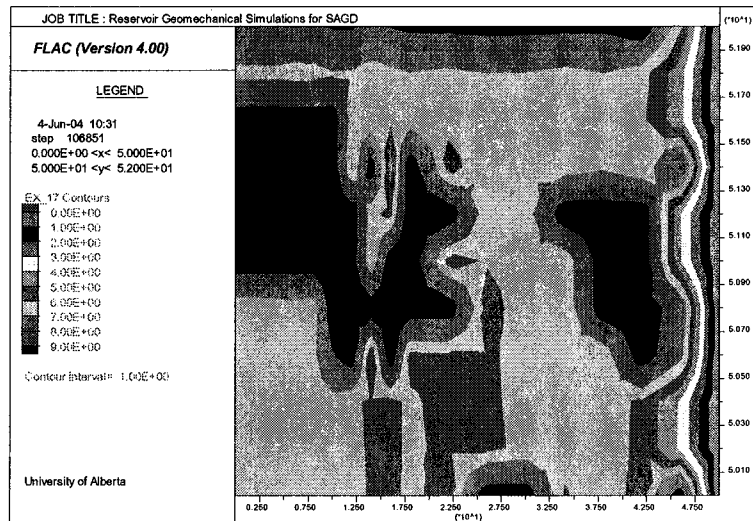 JOB TITLE : Reservoir Geomechanical Simulations for SAGD
(*10^1)
FLAC (Version 4.00)
LEGEND
4-Jun-04 10:31
step 106851
0.000E+00 <x< 5.000E+01
5.000E+01 <y< 5.200E+01
EX_17 Contours
0.00E+00
1.00E+00
2.00E+00
3.00E+00
4.00E+00
5.00E+00
6.00E+00
7.00E+00
8.00E+00
9.00E+00
Contour Interval= 1.00E+00
University of Alberta
5.190
5.170
5.150
5.130
5.110
5.090
5.070
5.050
5.030
5.010
0.250 0.750 1.250 1.750 2.250 2.750 3.250 3.750 4.250 4.750
(*10^1)